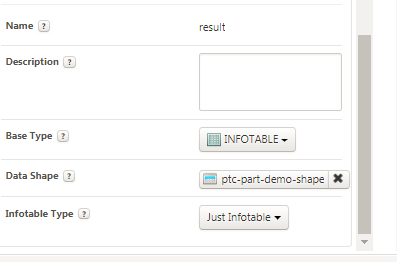 Name ? result
Description ?
Base Type ? INFOTABLE
Data Shape ? ptc-part-demo-shape ✖
Infotable Type ? Just Infotable